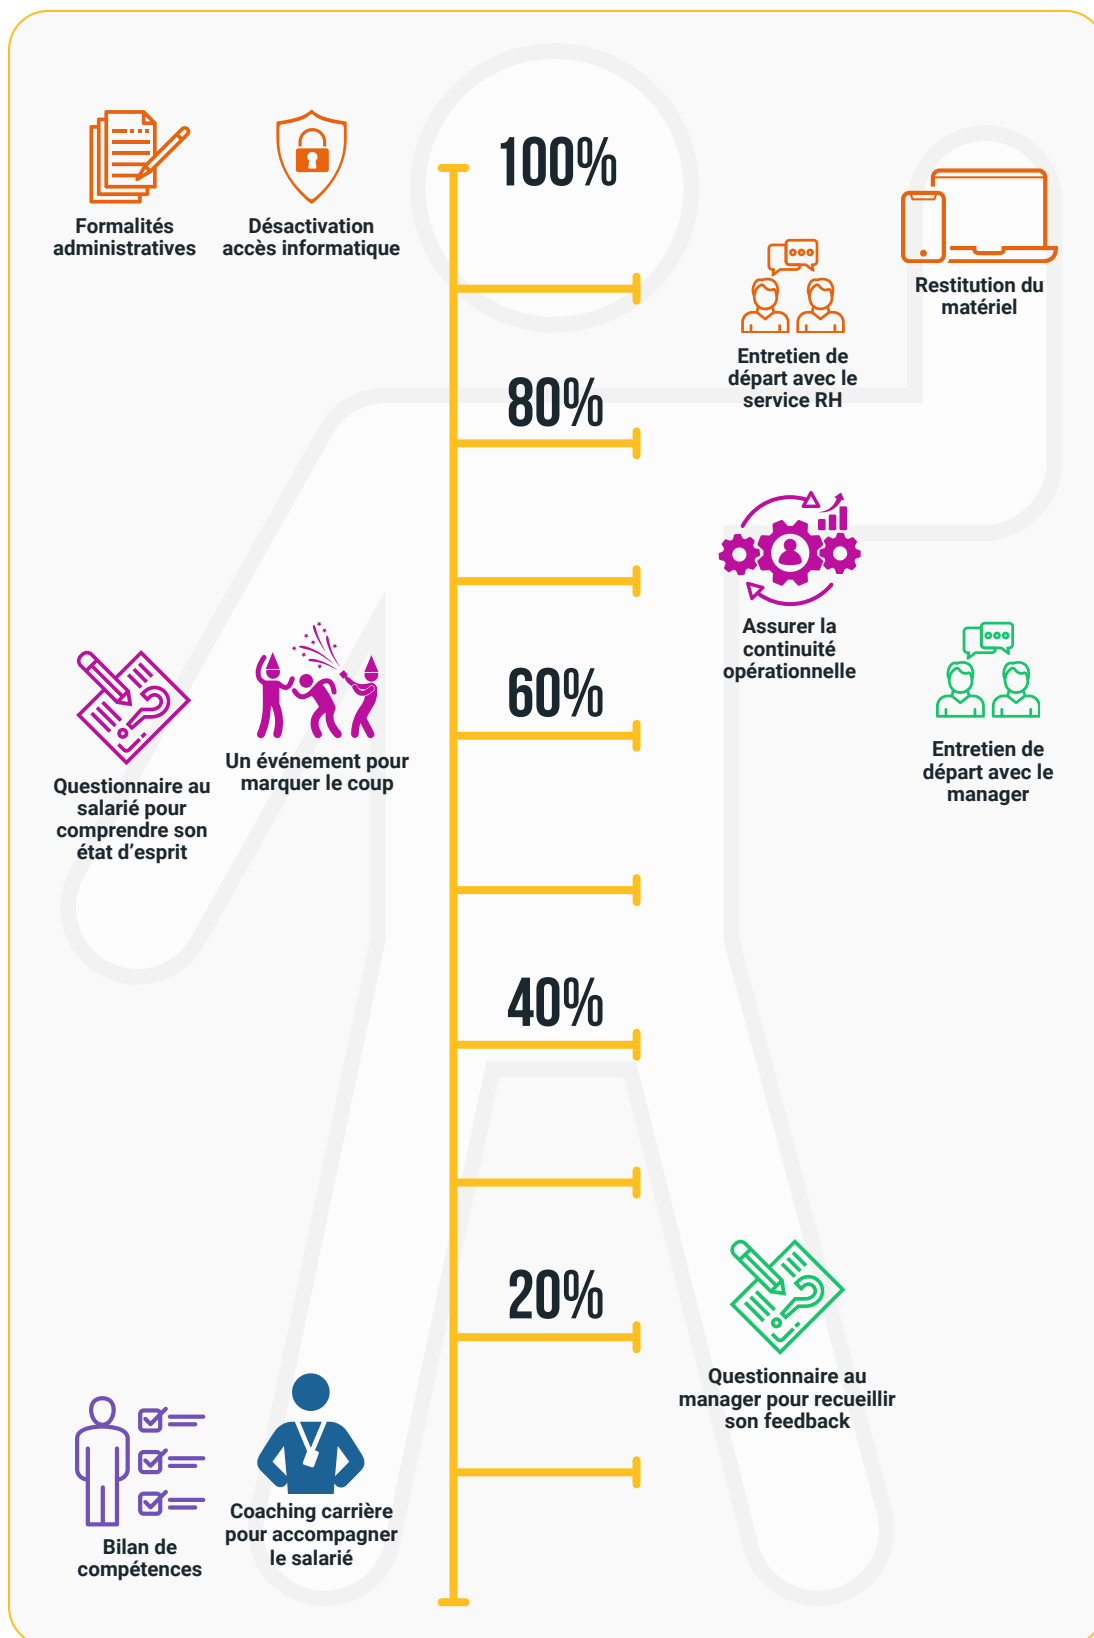 100%
Formalités
administratives
Désactivation
accès informatique
Restitution du
matériel
Entretien de
départ avec le
service RH
80%
Assurer la
continuité
opérationnelle
60%
Entretien de
départ avec le
manager
Un événement pour
marquer le coup
Questionnaire au
salarié pour
comprendre son
état d’esprit
40%
20%
Questionnaire au
manager pour recueillir
son feedback
Coaching carrière
pour accompagner
le salarié
Bilan de
compétences